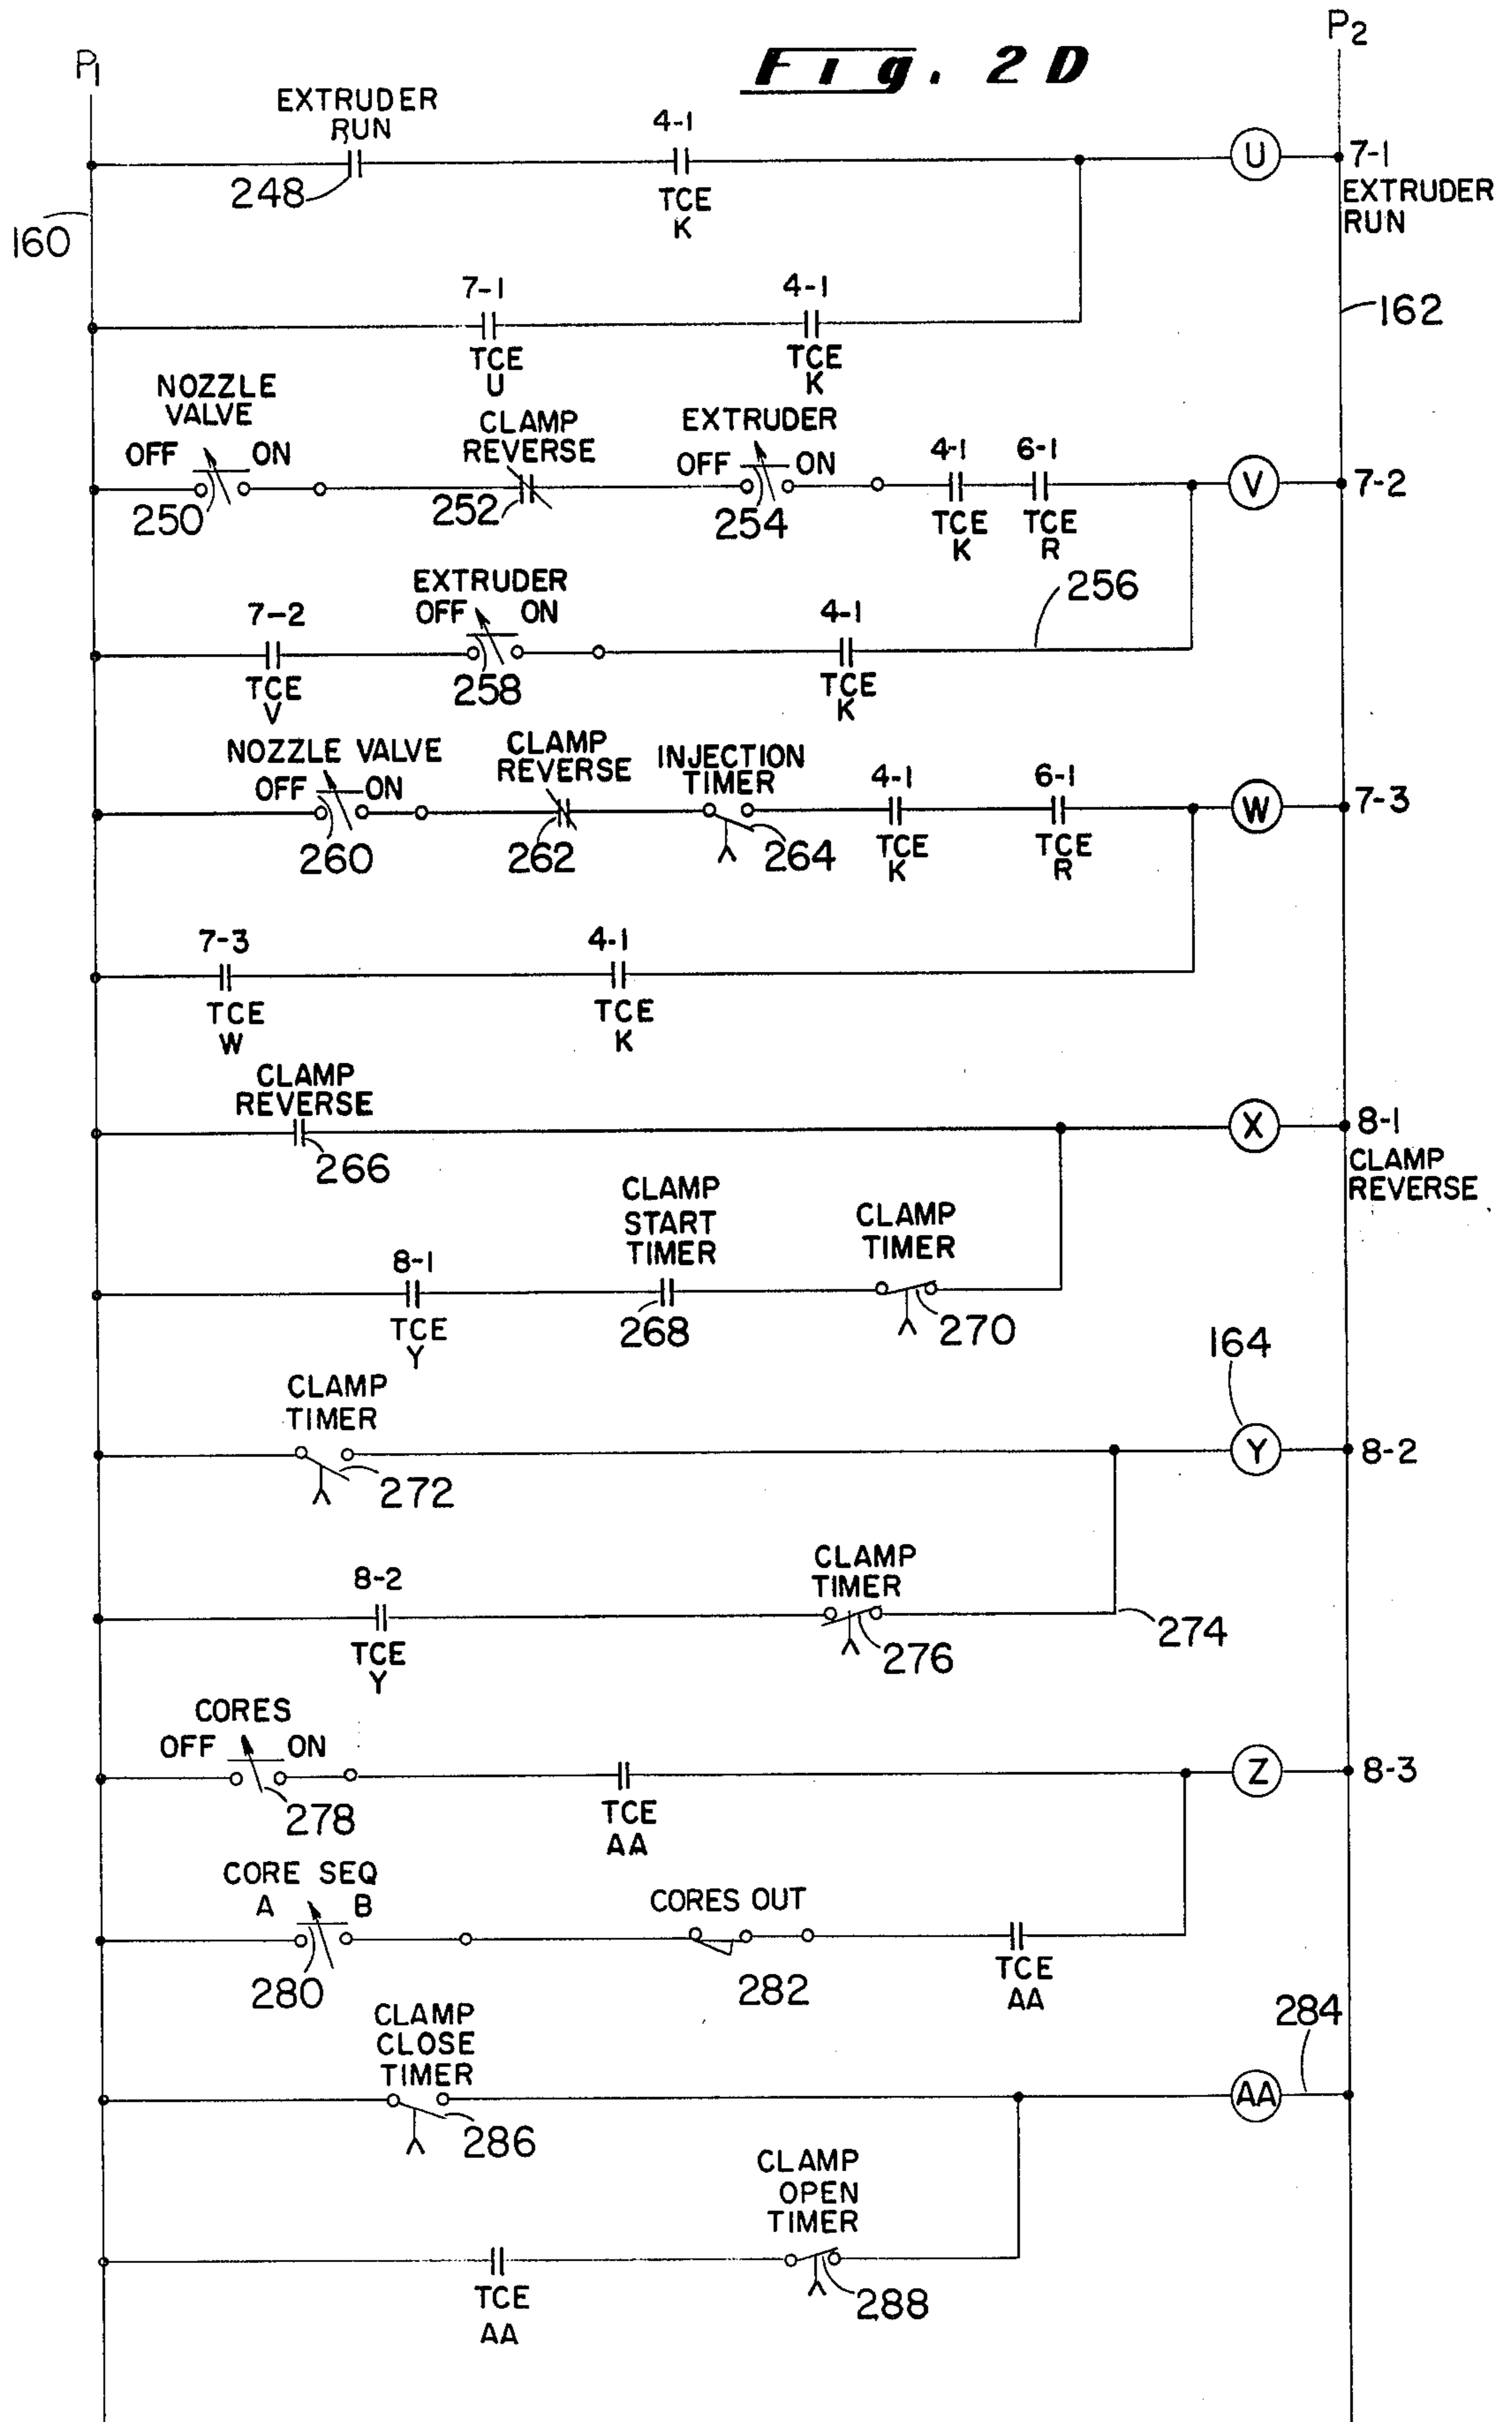 Fig. 2D
P1
P2
EXTRUDER
RUN
4-1
U
7-1
EXTRUDER
RUN
248
TCE
K
160
162
7-1
4-1
TCE
U
TCE
K
NOZZLE
VALVE
OFF ON
CLAMP
REVERSE
EXTRUDER
OFF ON
4-1
6-1
V
7-2
250
252
254
TCE
K
TCE
R
256
7-2
EXTRUDER
OFF ON
4-1
TCE
V
258
TCE
K
NOZZLE VALVE
OFF ON
CLAMP
REVERSE
INJECTION
TIMER
4-1
6-1
W
7-3
260
262
264
TCE
K
TCE
R
7-3
4-1
TCE
W
TCE
K
CLAMP
REVERSE
X
8-1
CLAMP
REVERSE
266
8-1
CLAMP
START
TIMER
CLAMP
TIMER
TCE
Y
268
270
164
CLAMP
TIMER
Y
8-2
272
8-2
CLAMP
TIMER
TCE
Y
276
274
CORES
OFF ON
Z
8-3
278
TCE
AA
CORE SEQ
A B
CORES OUT
280
282
TCE
AA
284
CLAMP
CLOSE
TIMER
AA
286
CLAMP
OPEN
TIMER
TCE
AA
288